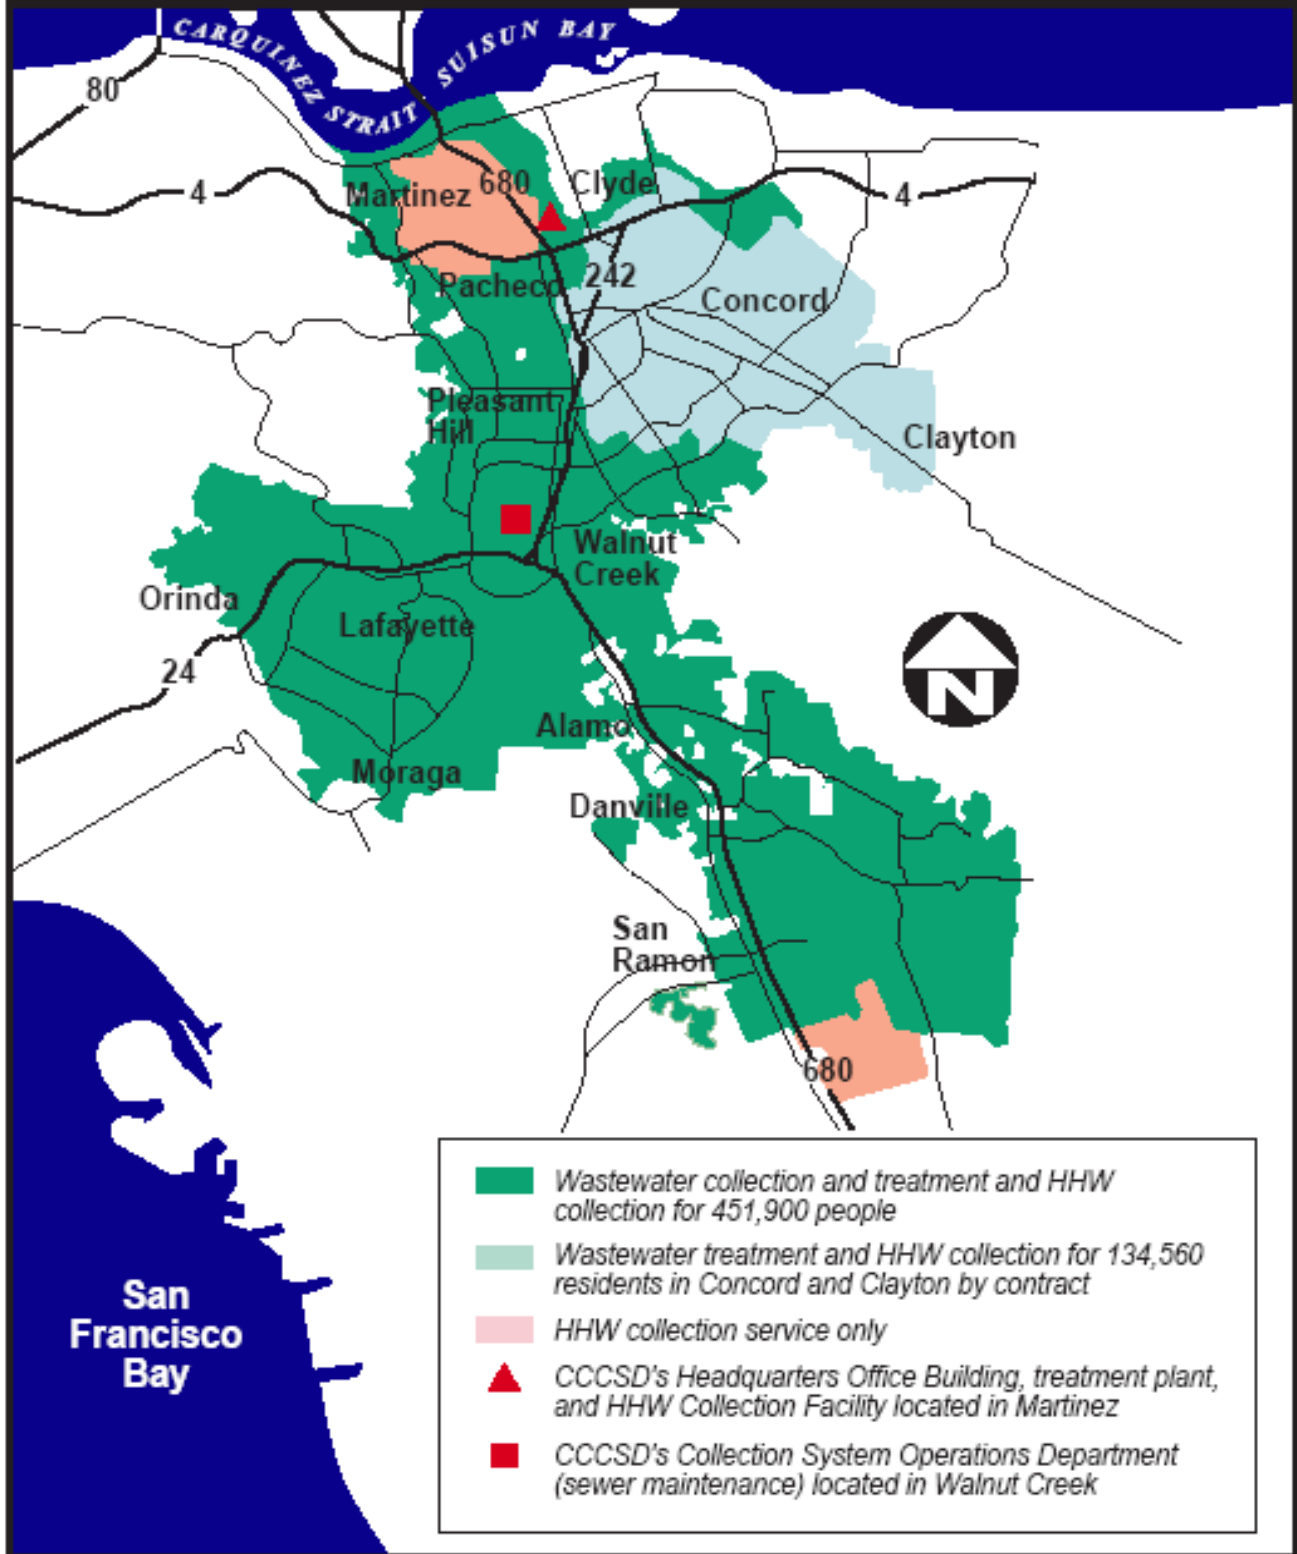 CARQUINEZ STRAIT
SUISUN BAY
80
4
Martinez
680
Clyde
4
Pacheco
242
Concord
Pleasant
Hill
Clayton
Walnut
Creek
Orinda
Lafayette
24
Alamo
Moraga
Danville
San
Ramon
680
N
San
Francisco
Bay
Wastewater collection and treatment and HHW
collection for 451,900 people
Wastewater treatment and HHW collection for 134,560
residents in Concord and Clayton by contract
HHW collection service only
CCCSD's Headquarters Office Building, treatment plant,
and HHW Collection Facility located in Martinez
CCCSD's Collection System Operations Department
(sewer maintenance) located in Walnut Creek